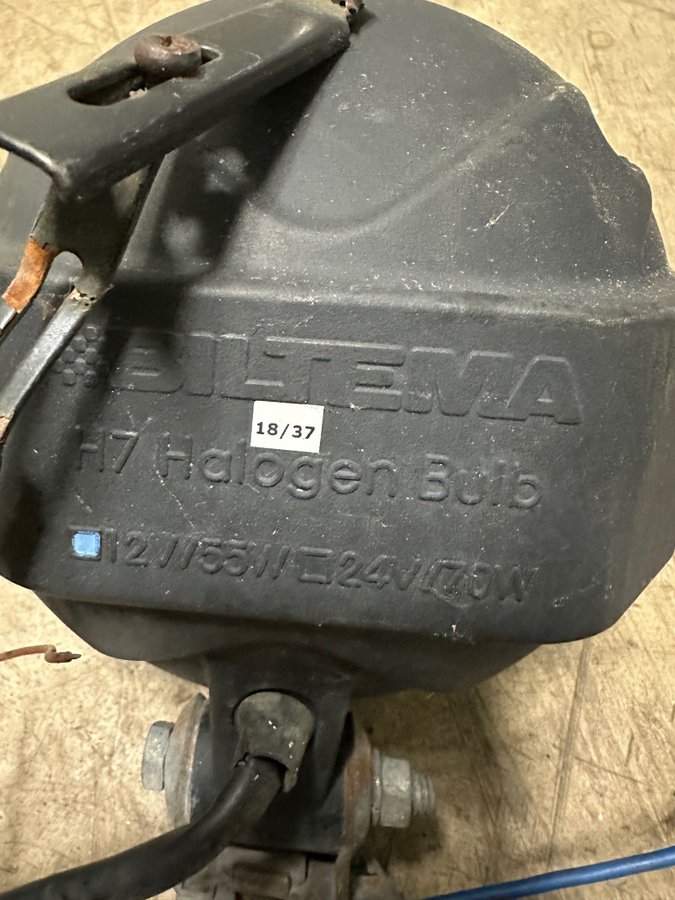 BILTEMA
18/37
H7 Halogen Bulb
12V/55W □24V/70W